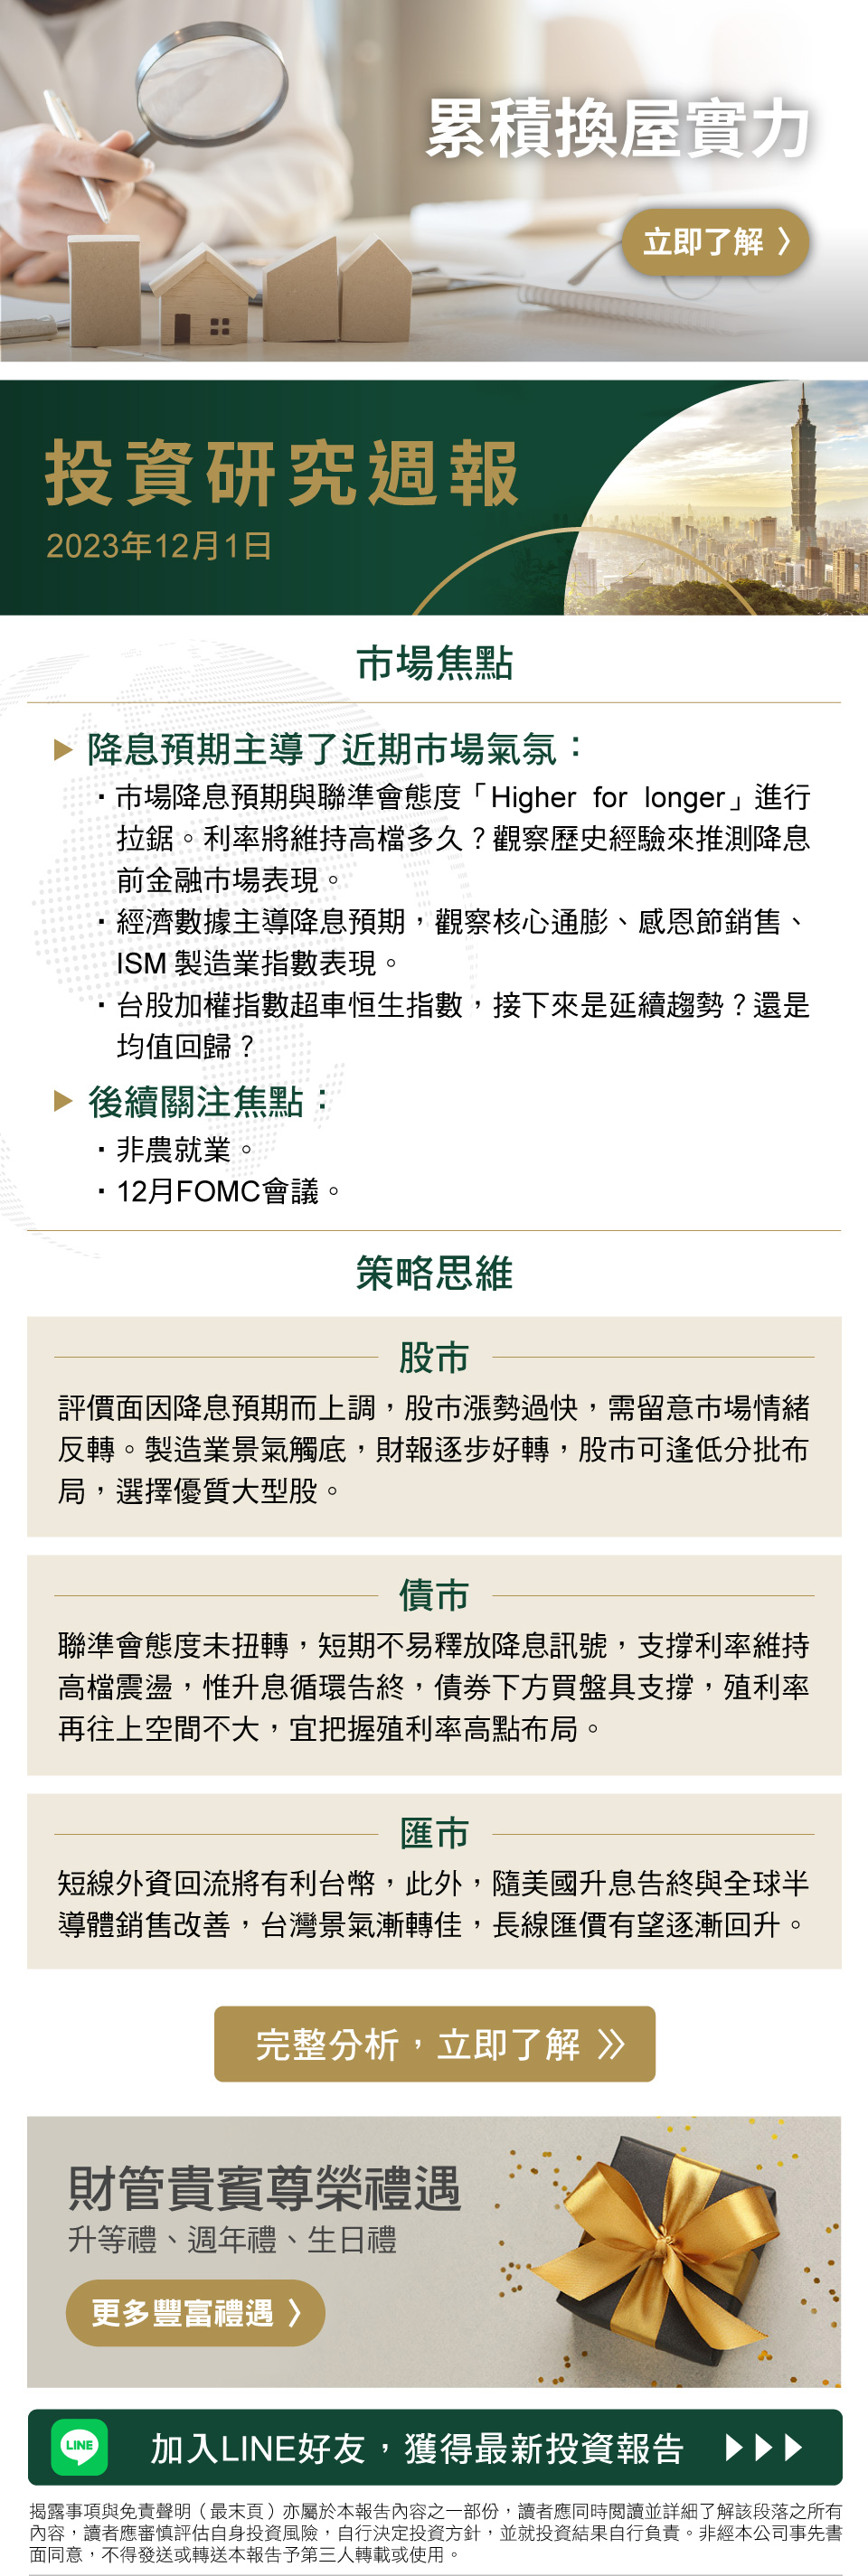 累積換屋實力
立即了解 〉
投資研究週報
2023年12月1日
市場焦點
▶ 降息預期主導了近期市場氣氛：
・市場降息預期與聯準會態度「Higher for longer」進行
拉鋸。利率將維持高檔多久？觀察歷史經驗來推測降息
前金融市場表現。
・經濟數據主導降息預期，觀察核心通膨、感恩節銷售、
ISM 製造業指數表現。
・台股加權指數超車恒生指數，接下來是延續趨勢？還是
均值回歸？
▶ 後續關注焦點：
・非農就業。
・12月FOMC會議。
策略思維
股市
評價面因降息預期而上調，股市漲勢過快，需留意市場情緒
反轉。製造業景氣觸底，財報逐步好轉，股市可逢低分批布
局，選擇優質大型股。
債市
聯準會態度未扭轉，短期不易釋放降息訊號，支撐利率維持
高檔震盪，惟升息循環告終，債券下方買盤具支撐，殖利率
再往上空間不大，宜把握殖利率高點布局。
匯市
短線外資回流將有利台幣，此外，隨美國升息告終與全球半
導體銷售改善，台灣景氣漸轉佳，長線匯價有望逐漸回升。
完整分析，立即了解 》
財管貴賓尊榮禮遇
升等禮、週年禮、生日禮
更多豐富禮遇 〉
LINE 加入LINE好友，獲得最新投資報告 ▶▶▶
揭露事項與免責聲明（最末頁）亦屬於本報告內容之一部份，讀者應同時閱讀並詳細了解該段落之所有
內容，讀者應審慎評估自身投資風險，自行決定投資方針，並就投資結果自行負責。非經本公司事先書
面同意，不得發送或轉送本報告予第三人轉載或使用。